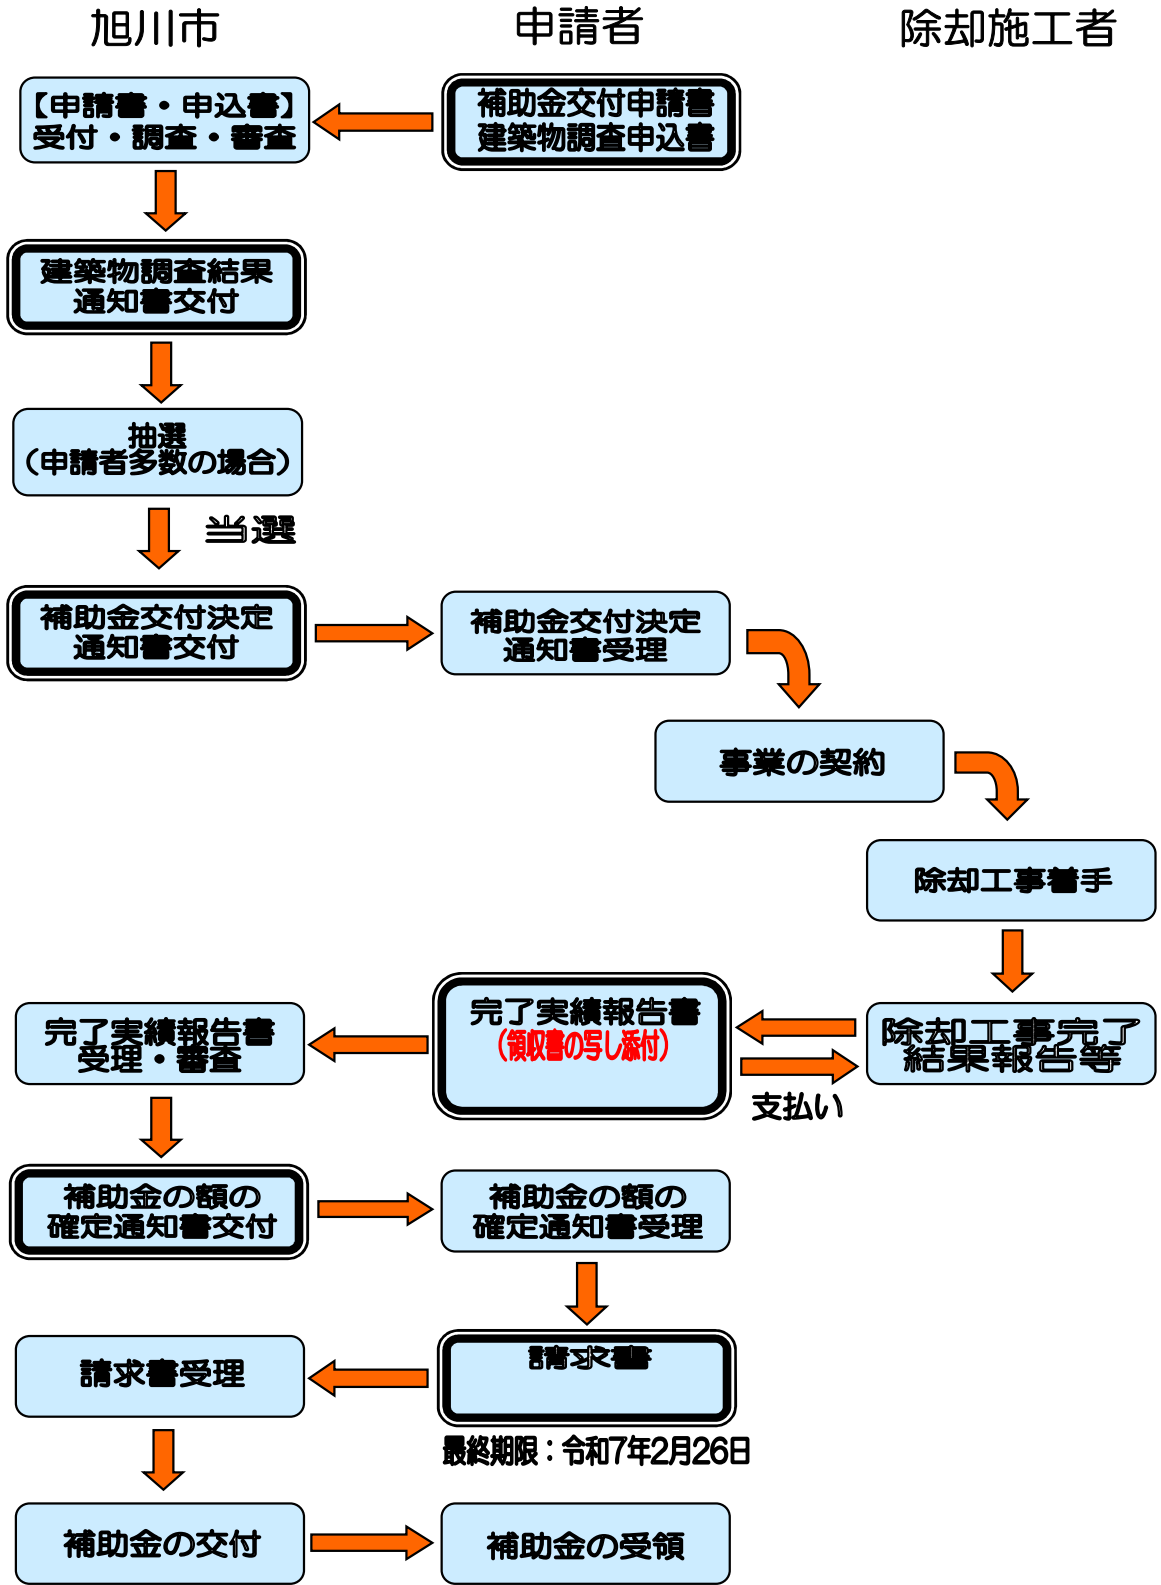 旭川市
申請者
除却施工者
【申請書・申込書】
受付・調査・審査
補助金交付申請書
建築物調査申込書
建築物調査結果
通知書交付
抽選
（申請者多数の場合）
当選
補助金交付決定
通知書交付
補助金交付決定
通知書受理
事業の契約
除却工事着手
完了実績報告書
受理・審査
完了実績報告書
（領収書の写し添付）
除却工事完了
結果報告等
支払い
補助金の額の
確定通知書交付
補助金の額の
確定通知書受理
請求書受理
請求書
最終期限：令和7年2月26日
補助金の交付
補助金の受領